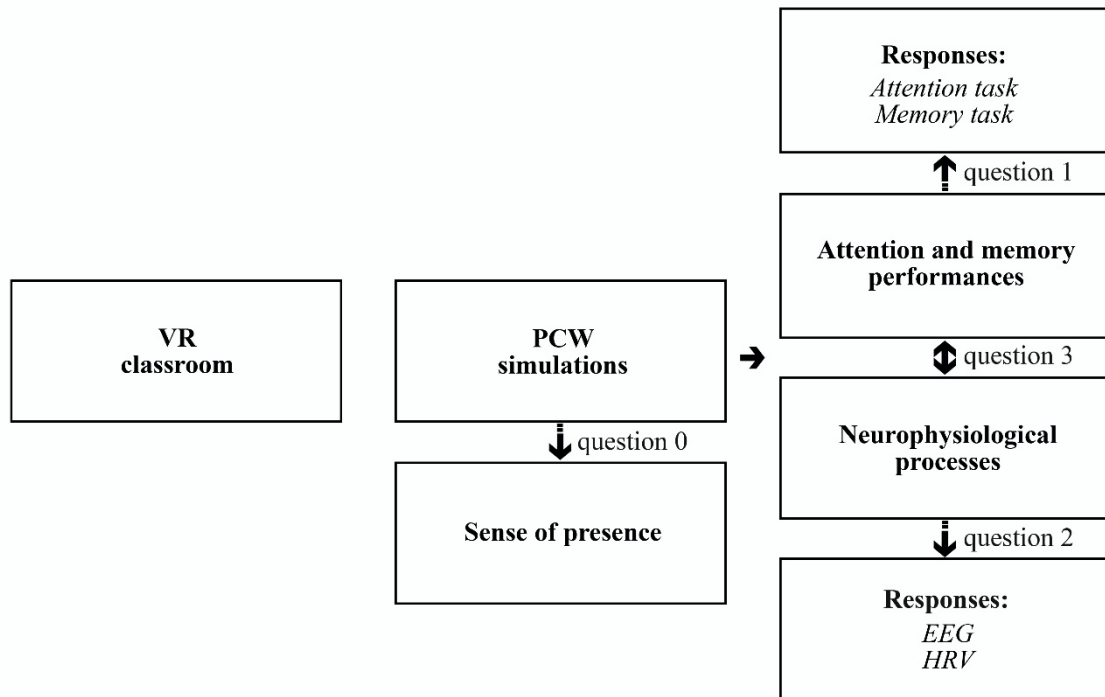 VR
classroom
PCW
simulations
question 0
Sense of presence
Responses:
Attention task
Memory task
question 1
Attention and memory
performances
question 3
Neurophysiological
processes
question 2
Responses:
EEG
HRV